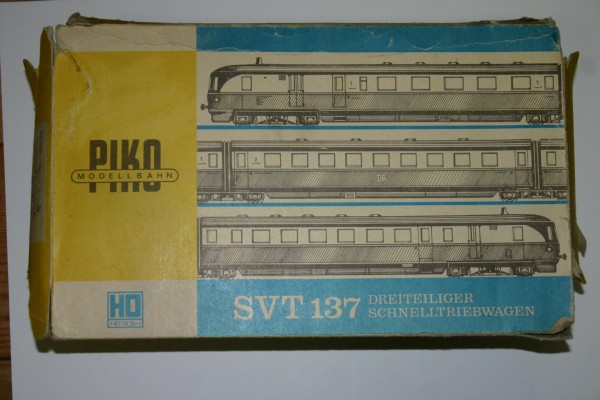 PIKO
MODELLBAHN
HO
SVT 137
DREITEILIGER
SCHNELLTRIEBWAGEN